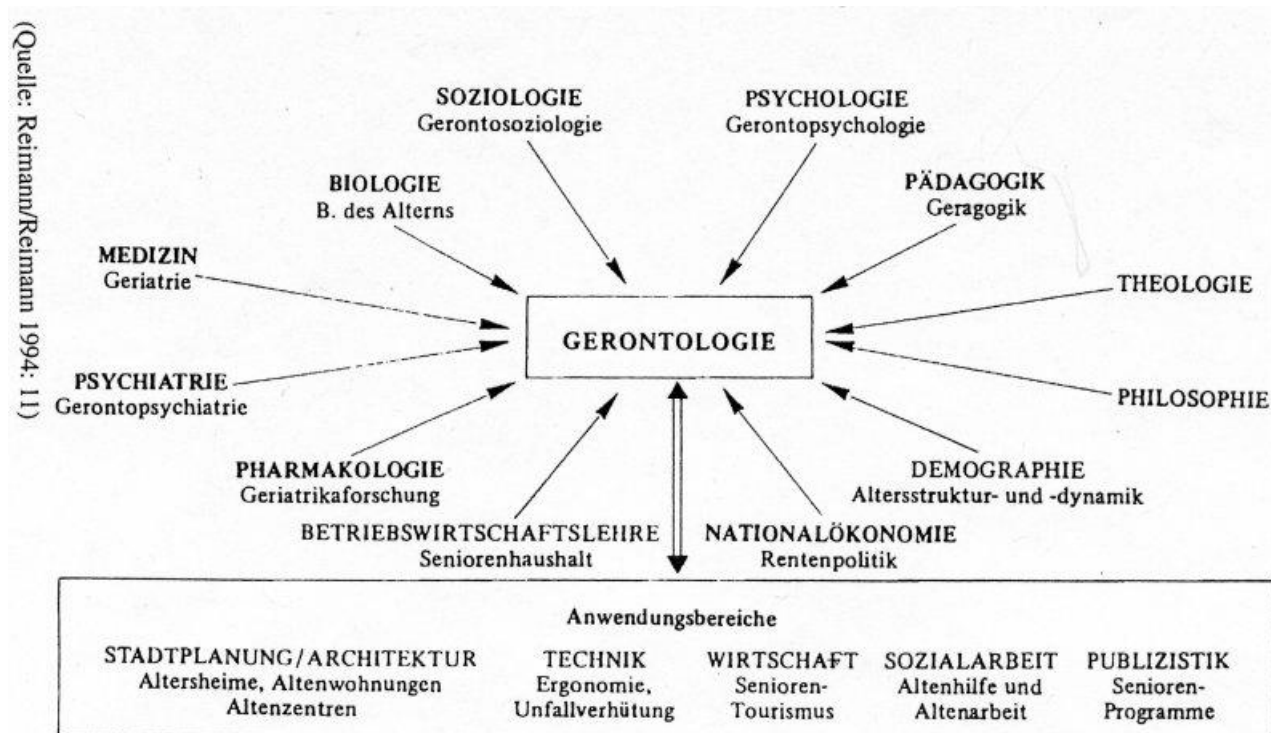 (Quelle: Reimann/Reimann 1994: 11)
SOZIOLOGIE
Gerontosoziologie
PSYCHOLOGIE
Gerontopsychologie
BIOLOGIE
B. des Alterns
PÄDAGOGIK
Geragogik
MEDIZIN
Geriatrie
THEOLOGIE
GERONTOLOGIE
PSYCHIATRIE
Gerontopsychiatrie
PHILOSOPHIE
PHARMAKOLOGIE
Geriatrikaforschung
DEMOGRAPHIE
Altersstruktur- und -dynamik
BETRIEBSWIRTSCHAFTSLEHRE
Seniorenhaushalt
NATIONALÖKONOMIE
Rentenpolitik
Anwendungsbereiche
STADTPLANUNG/ARCHITEKTUR
Altersheime, Altenwohnungen
Altenzentren
TECHNIK
Ergonomie,
Unfallverhütung
WIRTSCHAFT
Senioren-
Tourismus
SOZIALARBEIT
Altenhilfe und
Altenarbeit
PUBLIZISTIK
Senioren-
Programme